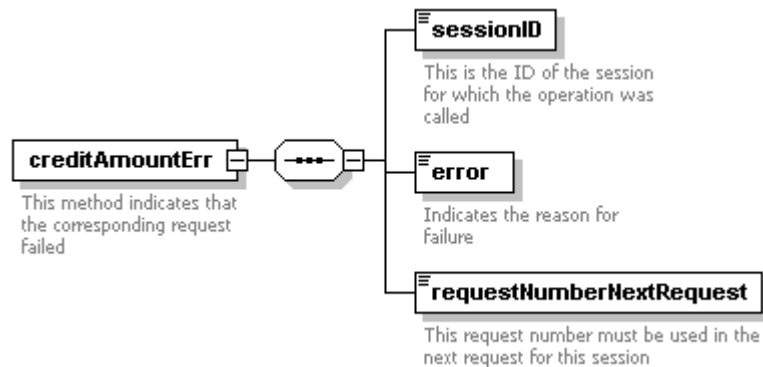 sessionID
This is the ID of the session
for which the operation was
called
creditAmountErr
This method indicates that
the corresponding request
failed
error
Indicates the reason for
failure
requestNumberNextRequest
This request number must be used in the
next request for this session